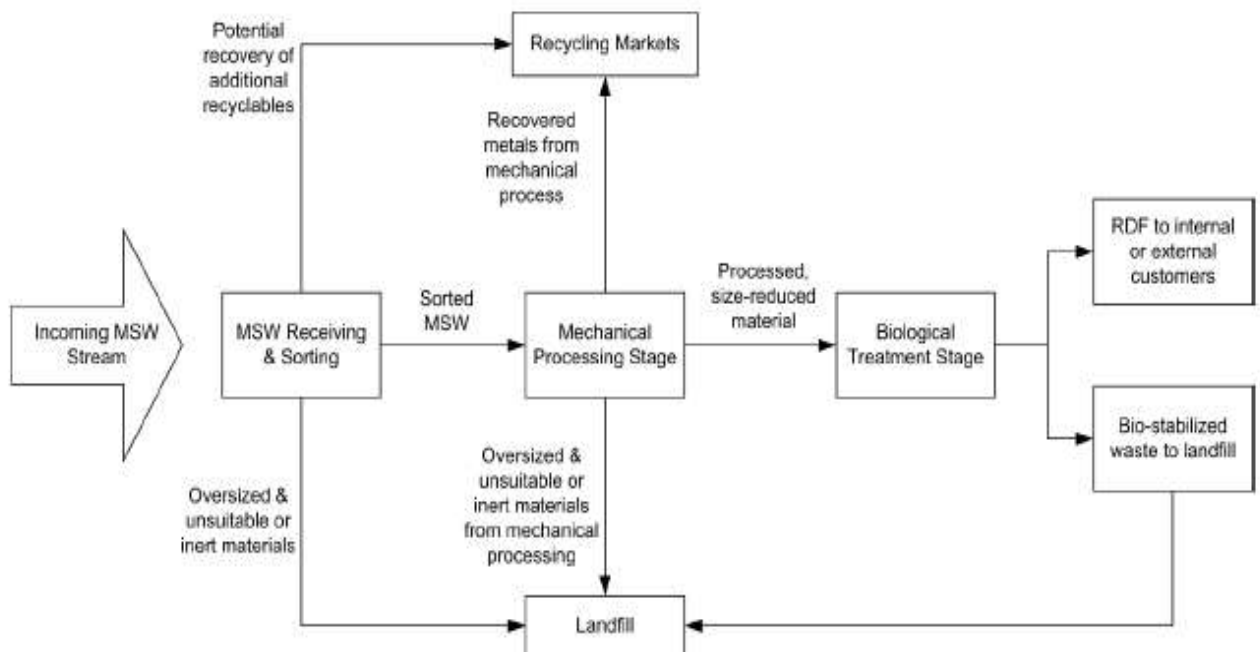 Potential
recovery of
additional
recyclables
Recycling Markets
Recovered
metals from
mechanical
process
RDF to internal
or external
customers
Incoming MSW
Stream
MSW Receiving
& Sorting
Sorted
MSW
Mechanical
Processing Stage
Processed,
size-reduced
material
Biological
Treatment Stage
Bio-stabilized
waste to landfill
Oversized &
unsuitable or
inert materials
Oversized &
unsuitable or
inert materials
from mechanical
processing
Landfill